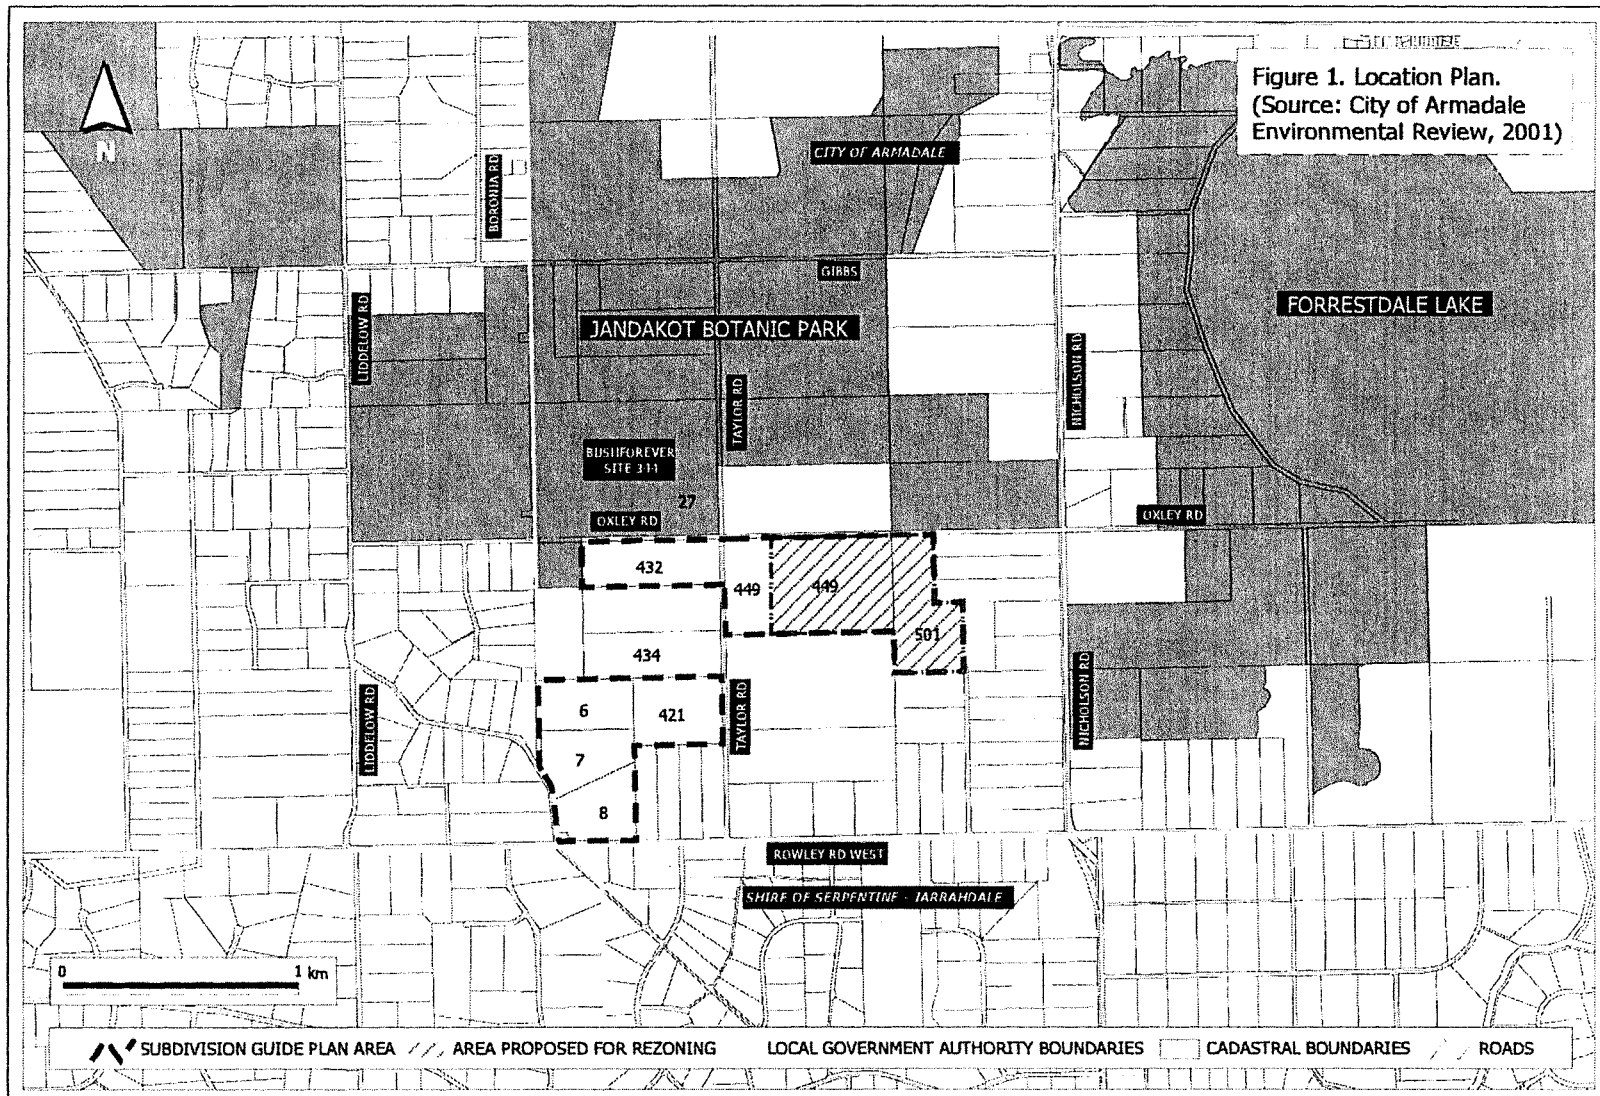 Figure 1. Location Plan.
(Source: City of Armadale
Environmental Review, 2001)
N
CITY OF ARMADALE
BORONIA RD
GIBBS
FORRESTDALE LAKE
LIDDELOW RD
JANDAKOT BOTANIC PARK
NICHOLSON RD
TAYLOR RD
BUSHFOREVER
SITE 344
27
OXLEY RD
OXLEY RD
432
449
449
501
434
6
421
7
8
LIDDELOW RD
TAYLOR RD
NICHOLSON RD
ROWLEY RD WEST
SHIRE OF SERPENTINE - JARRAHDALE
0
1 km
SUBDIVISION GUIDE PLAN AREA
AREA PROPOSED FOR REZONING
LOCAL GOVERNMENT AUTHORITY BOUNDARIES
CADASTRAL BOUNDARIES
ROADS